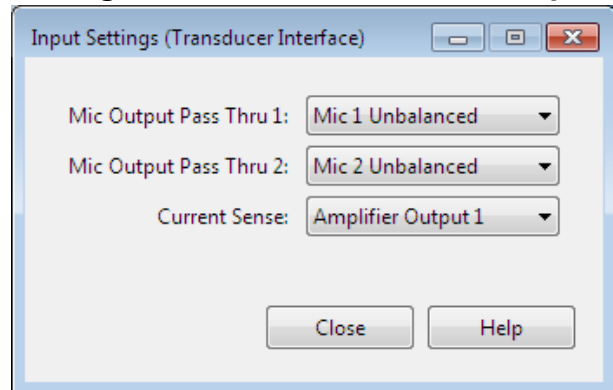 Input Settings (Transducer Interface)
Mic Output Pass Thru 1: Mic 1 Unbalanced
Mic Output Pass Thru 2: Mic 2 Unbalanced
Current Sense: Amplifier Output 1
Close Help